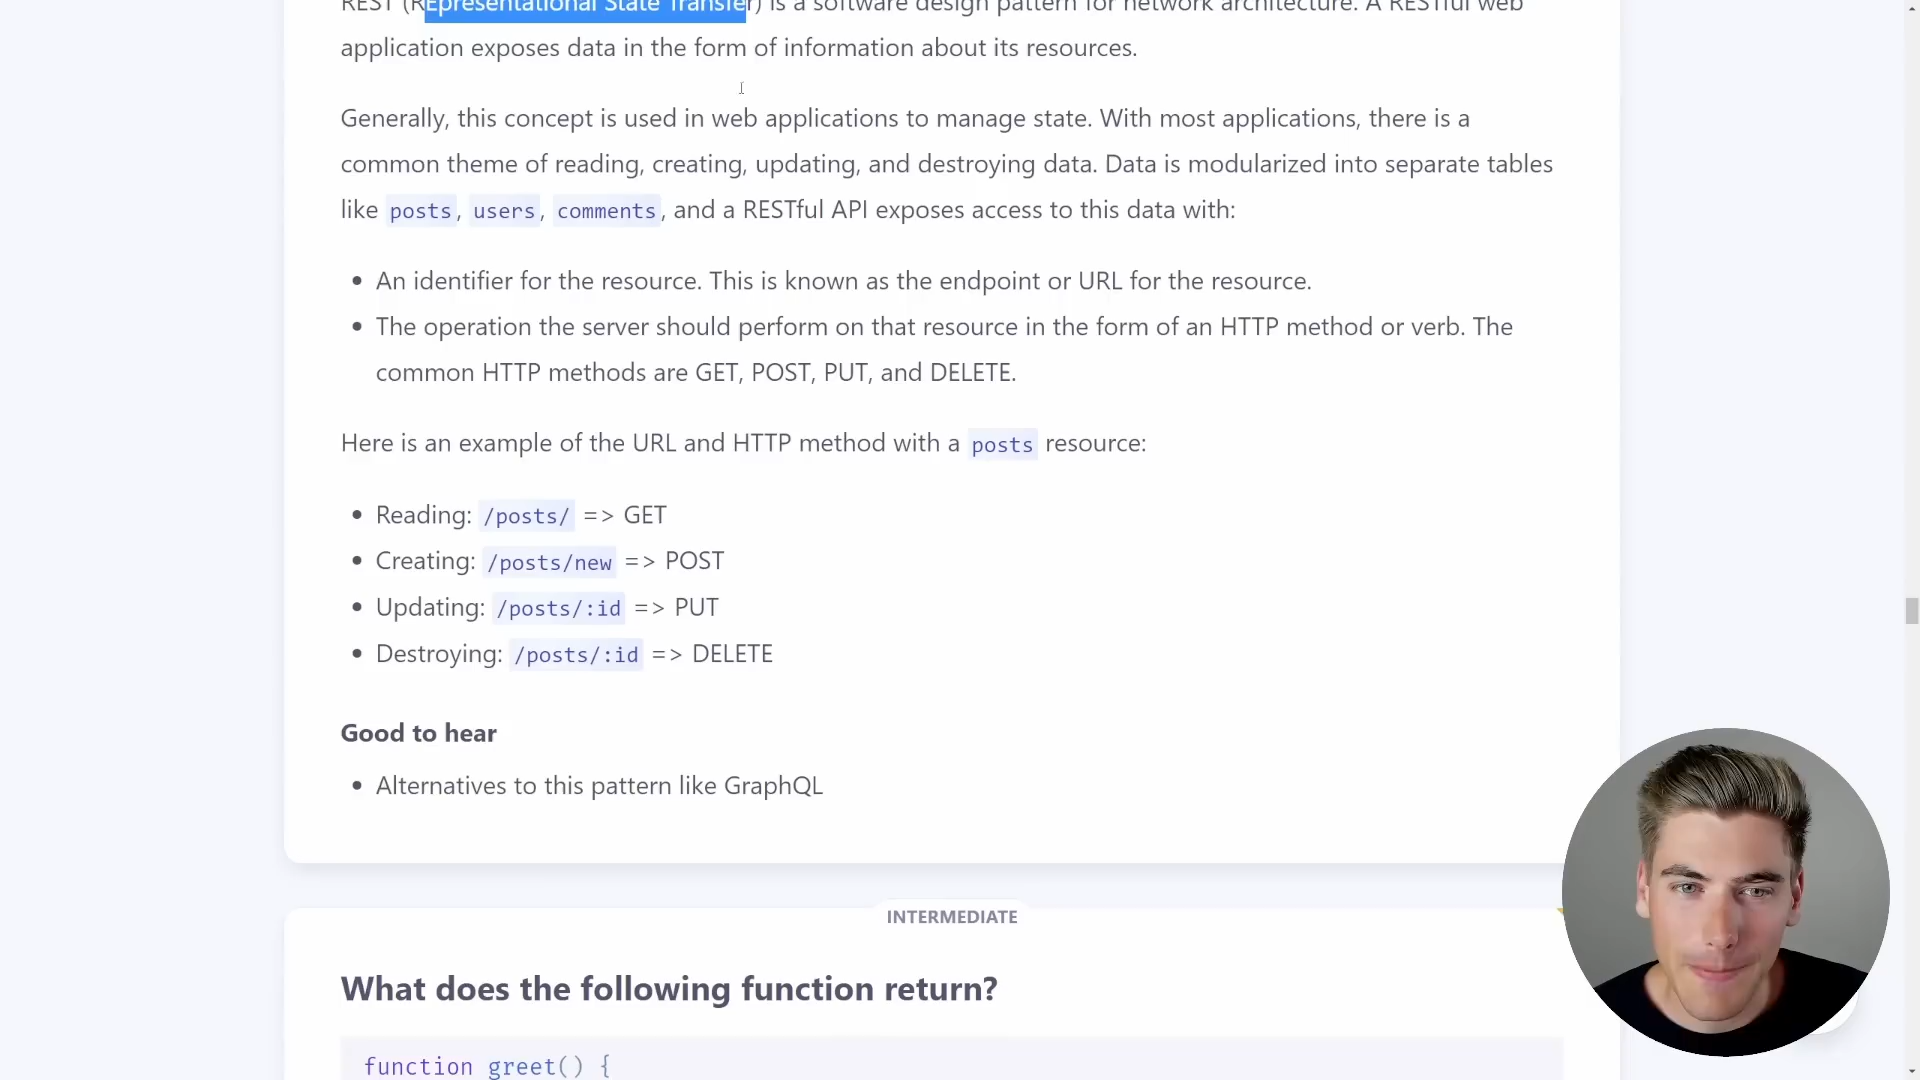 REST (REpresentational State Transfer) is a software design pattern for network architecture. A RESTful web
application exposes data in the form of information about its resources.
Generally, this concept is used in web applications to manage state. With most applications, there is a
common theme of reading, creating, updating, and destroying data. Data is modularized into separate tables
like posts, users, comments, and a RESTful API exposes access to this data with:
• An identifier for the resource. This is known as the endpoint or URL for the resource.
• The operation the server should perform on that resource in the form of an HTTP method or verb. The
common HTTP methods are GET, POST, PUT, and DELETE.
Here is an example of the URL and HTTP method with a posts resource:
• Reading: /posts/ => GET
• Creating: /posts/new => POST
• Updating: /posts/:id => PUT
• Destroying: /posts/:id => DELETE
Good to hear
• Alternatives to this pattern like GraphQL
INTERMEDIATE
What does the following function return?
function greet() {